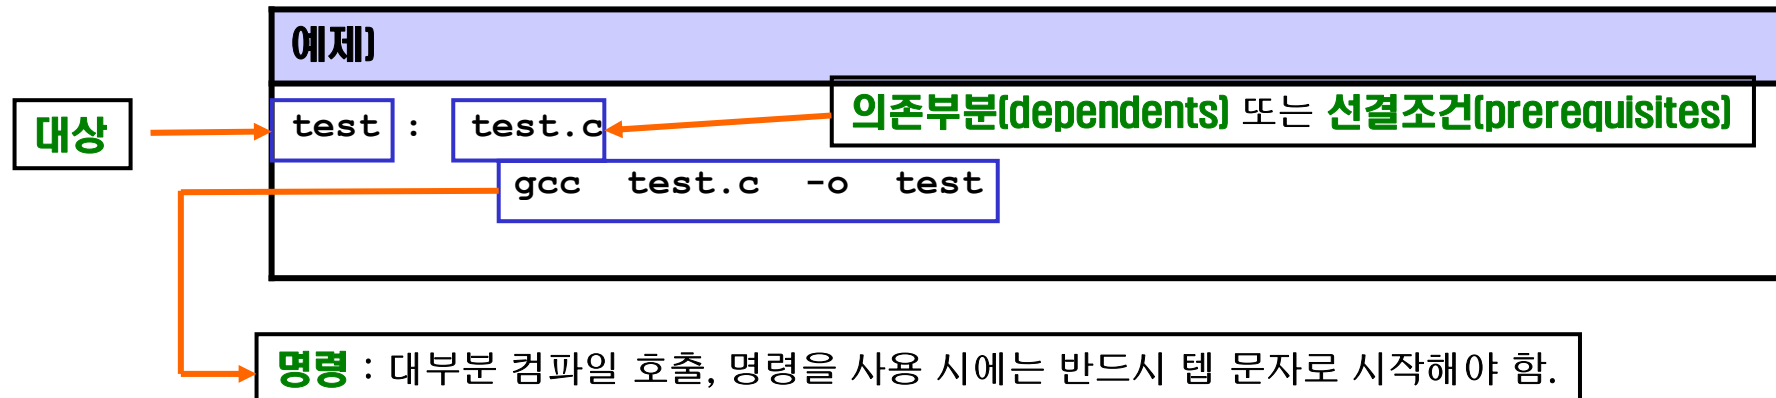 예제)
대상
test : test.c
의존부분(dependents) 또는 선결조건(prerequisites)
gcc test.c -o test
명령 : 대부분 컴파일 호출, 명령을 사용 시에는 반드시 텝 문자로 시작해야 함.